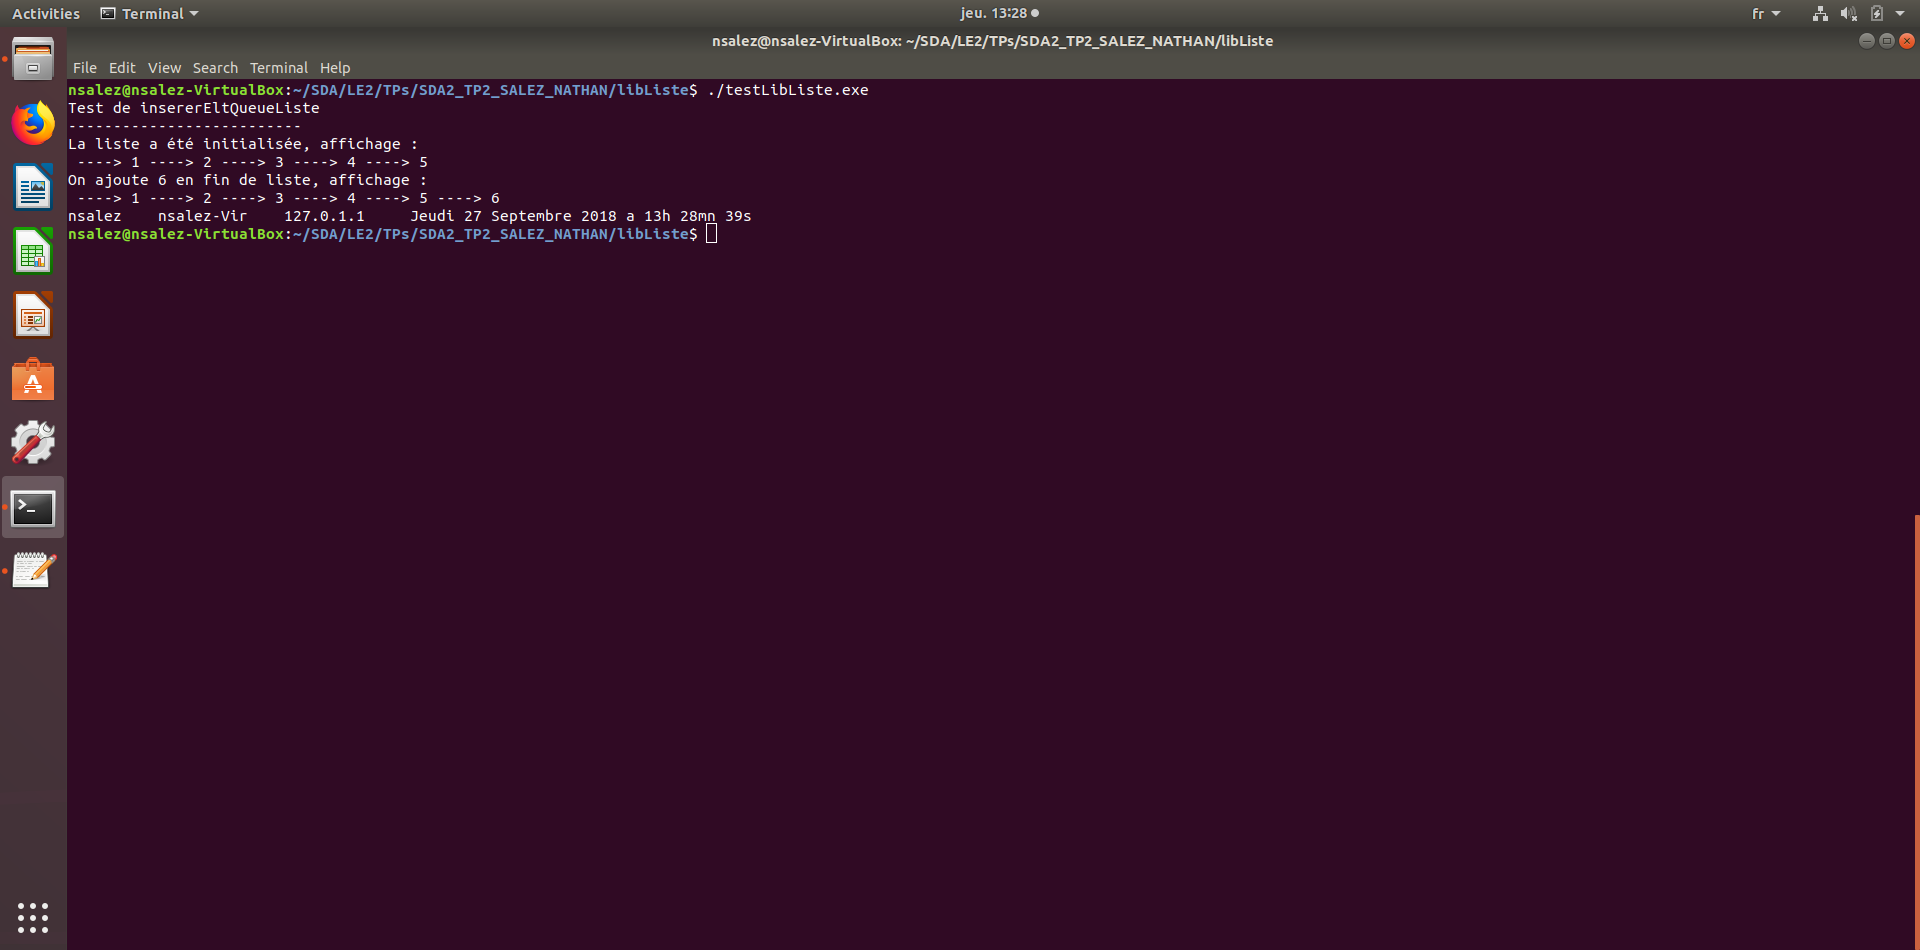 Activities Terminal jeu. 13:28 fr
nsalez@nsalez-VirtualBox: ~/SDA/LE2/TPs/SDA2_TP2_SALEZ_NATHAN/libListe
File Edit View Search Terminal Help
nsalez@nsalez-VirtualBox:~/SDA/LE2/TPs/SDA2_TP2_SALEZ_NATHAN/libListe$ ./testLibListe.exe
Test de insererEltQueueListe
--------------------------
La liste a été initialisée, affichage :
 ----> 1 ----> 2 ----> 3 ----> 4 ----> 5
On ajoute 6 en fin de liste, affichage :
 ----> 1 ----> 2 ----> 3 ----> 4 ----> 5 ----> 6
nsalez    nsalez-Vir    127.0.1.1     Jeudi 27 Septembre 2018 a 13h 28mn 39s
nsalez@nsalez-VirtualBox:~/SDA/LE2/TPs/SDA2_TP2_SALEZ_NATHAN/libListe$